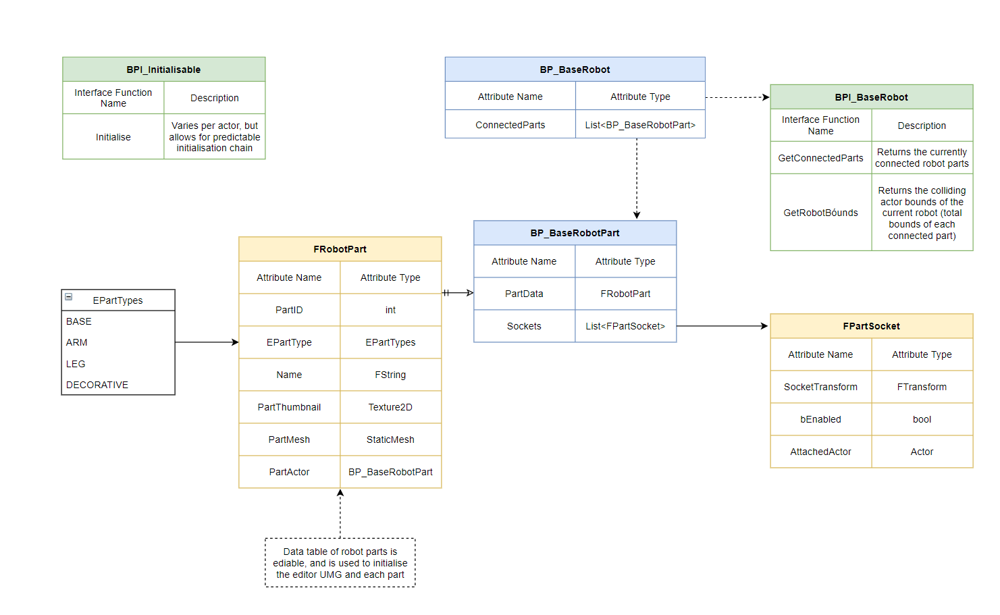 BPI_Initialisable
Interface Function
Name
Description
Initialise
Varies per actor, but
allows for predictable
initialisation chain
BP_BaseRobot
Attribute Name
Attribute Type
ConnectedParts
List<BP_BaseRobotPart>
BPI_BaseRobot
Interface Function
Name
Description
GetConnectedParts
Returns the currently
connected robot parts
GetRobotBóunds
Returns the colliding
actor bounds of the
current robot (total
bounds of each
connected part)
EPartTypes
BASE
ARM
LEG
DECORATIVE
FRobotPart
Attribute Name
Attribute Type
PartID
int
EPartType
EPartTypes
Name
FString
PartThumbnail
Texture2D
PartMesh
StaticMesh
PartActor
BP_BaseRobotPart
BP_BaseRobotPart
Attribute Name
Attribute Type
PartData
FRobotPart
Sockets
List<FPartSocket>
FPartSocket
Attribute Name
Attribute Type
SocketTransform
FTransform
bEnabled
bool
AttachedActor
Actor
Data table of robot parts is
ediable, and is used to initialise
the editor UMG and each part